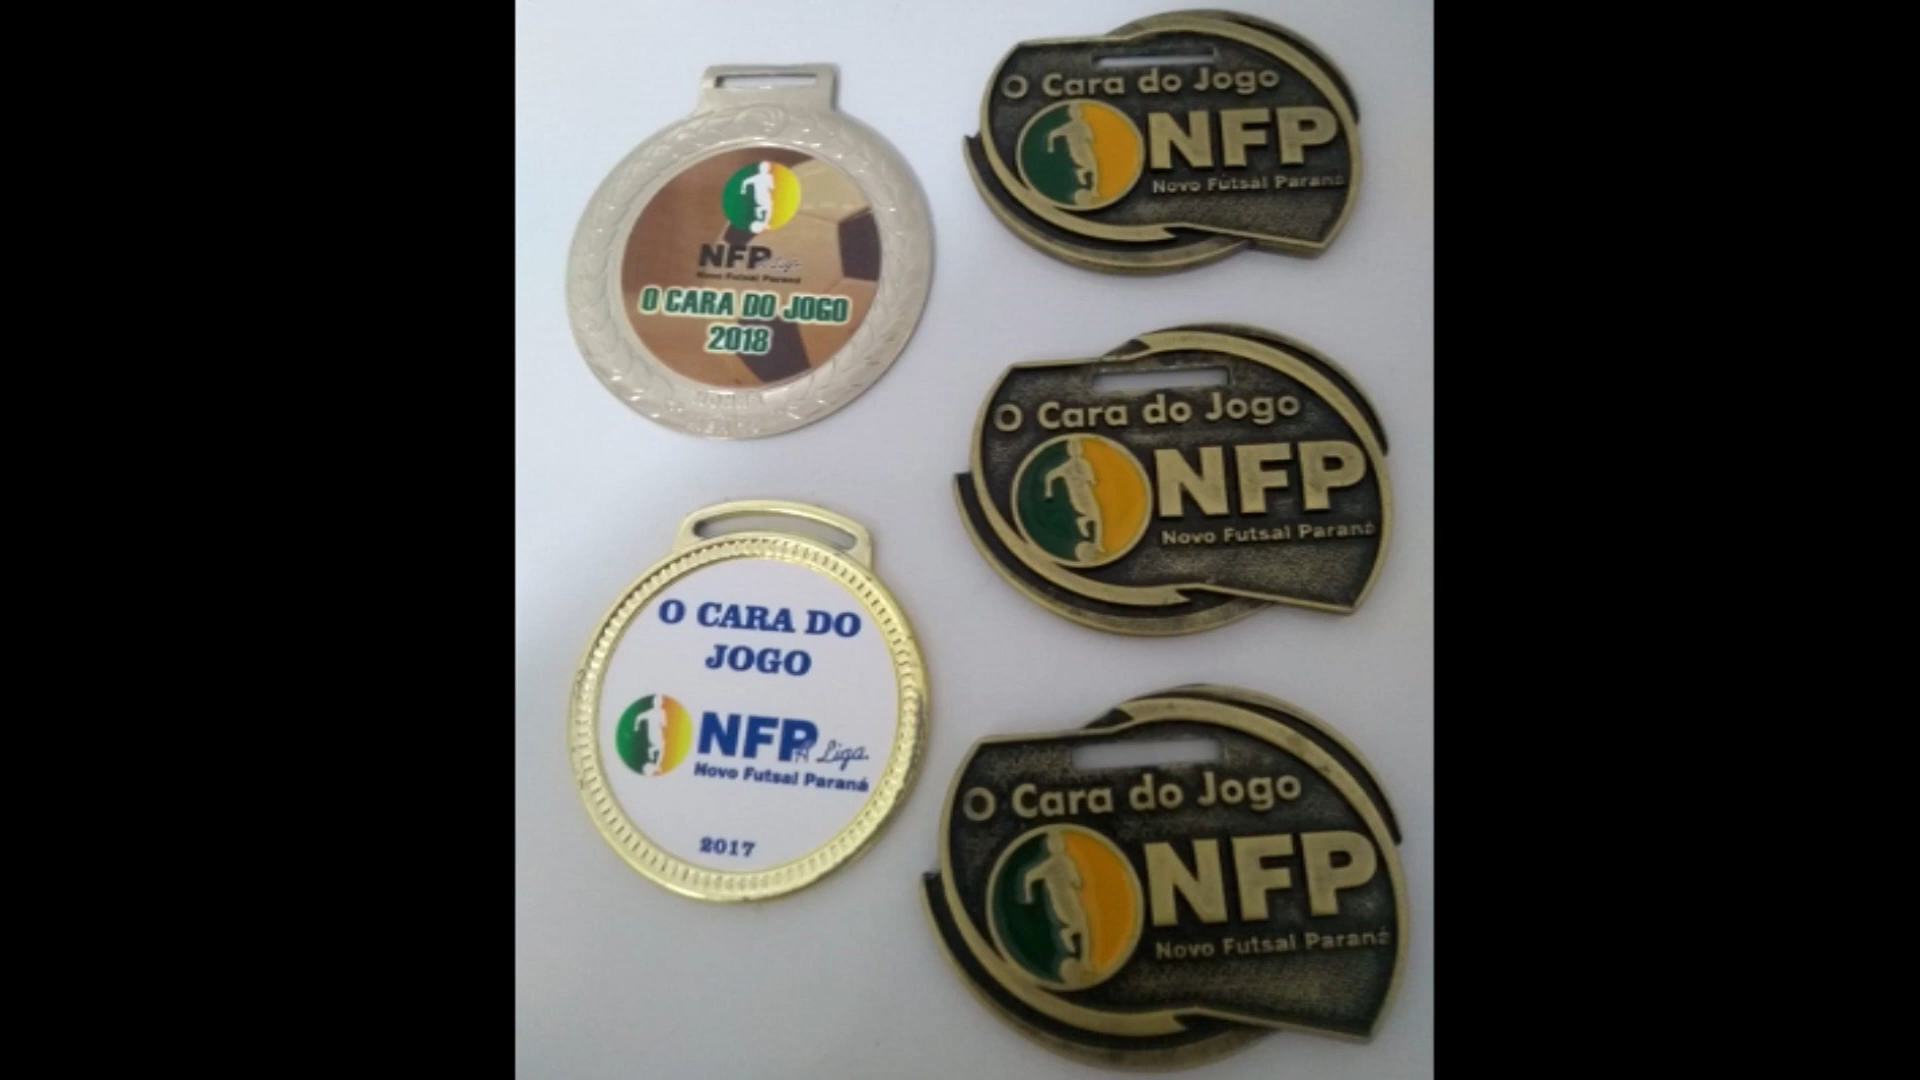 NFP A Liga
Novo Futsal Paraná
O CARA DO JOGO
2018
O CARA DO
JOGO
NFP A Liga
Novo Futsal Paraná
2017
O Cara do Jogo
NFP
Novo Futsal Paraná
O Cara do Jogo
NFP
Novo Futsal Paraná
O Cara do Jogo
NFP
Novo Futsal Paraná